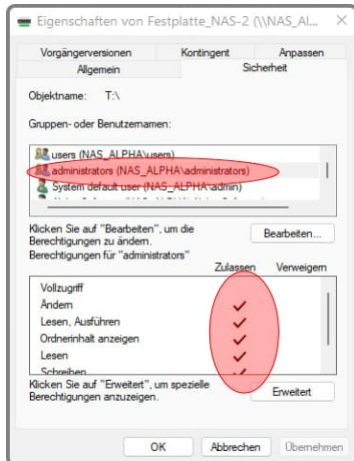 Eigenschaften von Festplatte_NAS-2 (\\NAS_Al...
Vorgängerversionen Kontingent Anpassen
Allgemein Sicherheit
Objektname: T:\
Gruppen- oder Benutzernamen:
users (NAS_ALPHA\users)
administrators (NAS_ALPHA\administrators)
System default user (NAS_ALPHA\admin)
Klicken Sie auf "Bearbeiten", um die
Berechtigungen zu ändern.
Bearbeiten...
Berechtigungen für "administrators"
Zulassen Verweigern
Vollzugriff
Ändern
Lesen, Ausführen
Ordnerinhalt anzeigen
Lesen
Schreiben
Klicken Sie auf "Erweitert", um spezielle
Berechtigungen anzuzeigen.
Erweitert
OK Abbrechen Übernehmen